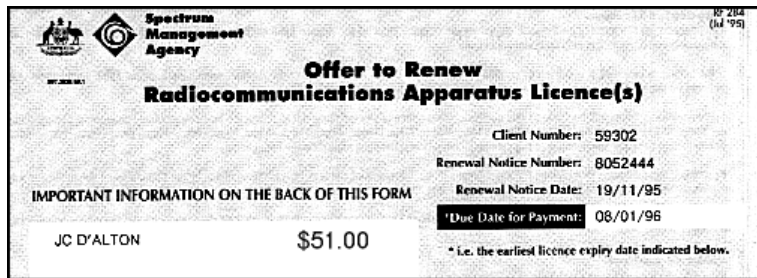 Spectrum
Management
Agency
RF 284
(Jul '95)
Offer to Renew
Radiocommunications Apparatus Licence(s)
Client Number: 59302
Renewal Notice Number: 8052444
Renewal Notice Date: 19/11/95
IMPORTANT INFORMATION ON THE BACK OF THIS FORM
*Due Date for Payment: 08/01/96
JC D'ALTON $51.00
* i.e. the earliest licence expiry date indicated below.